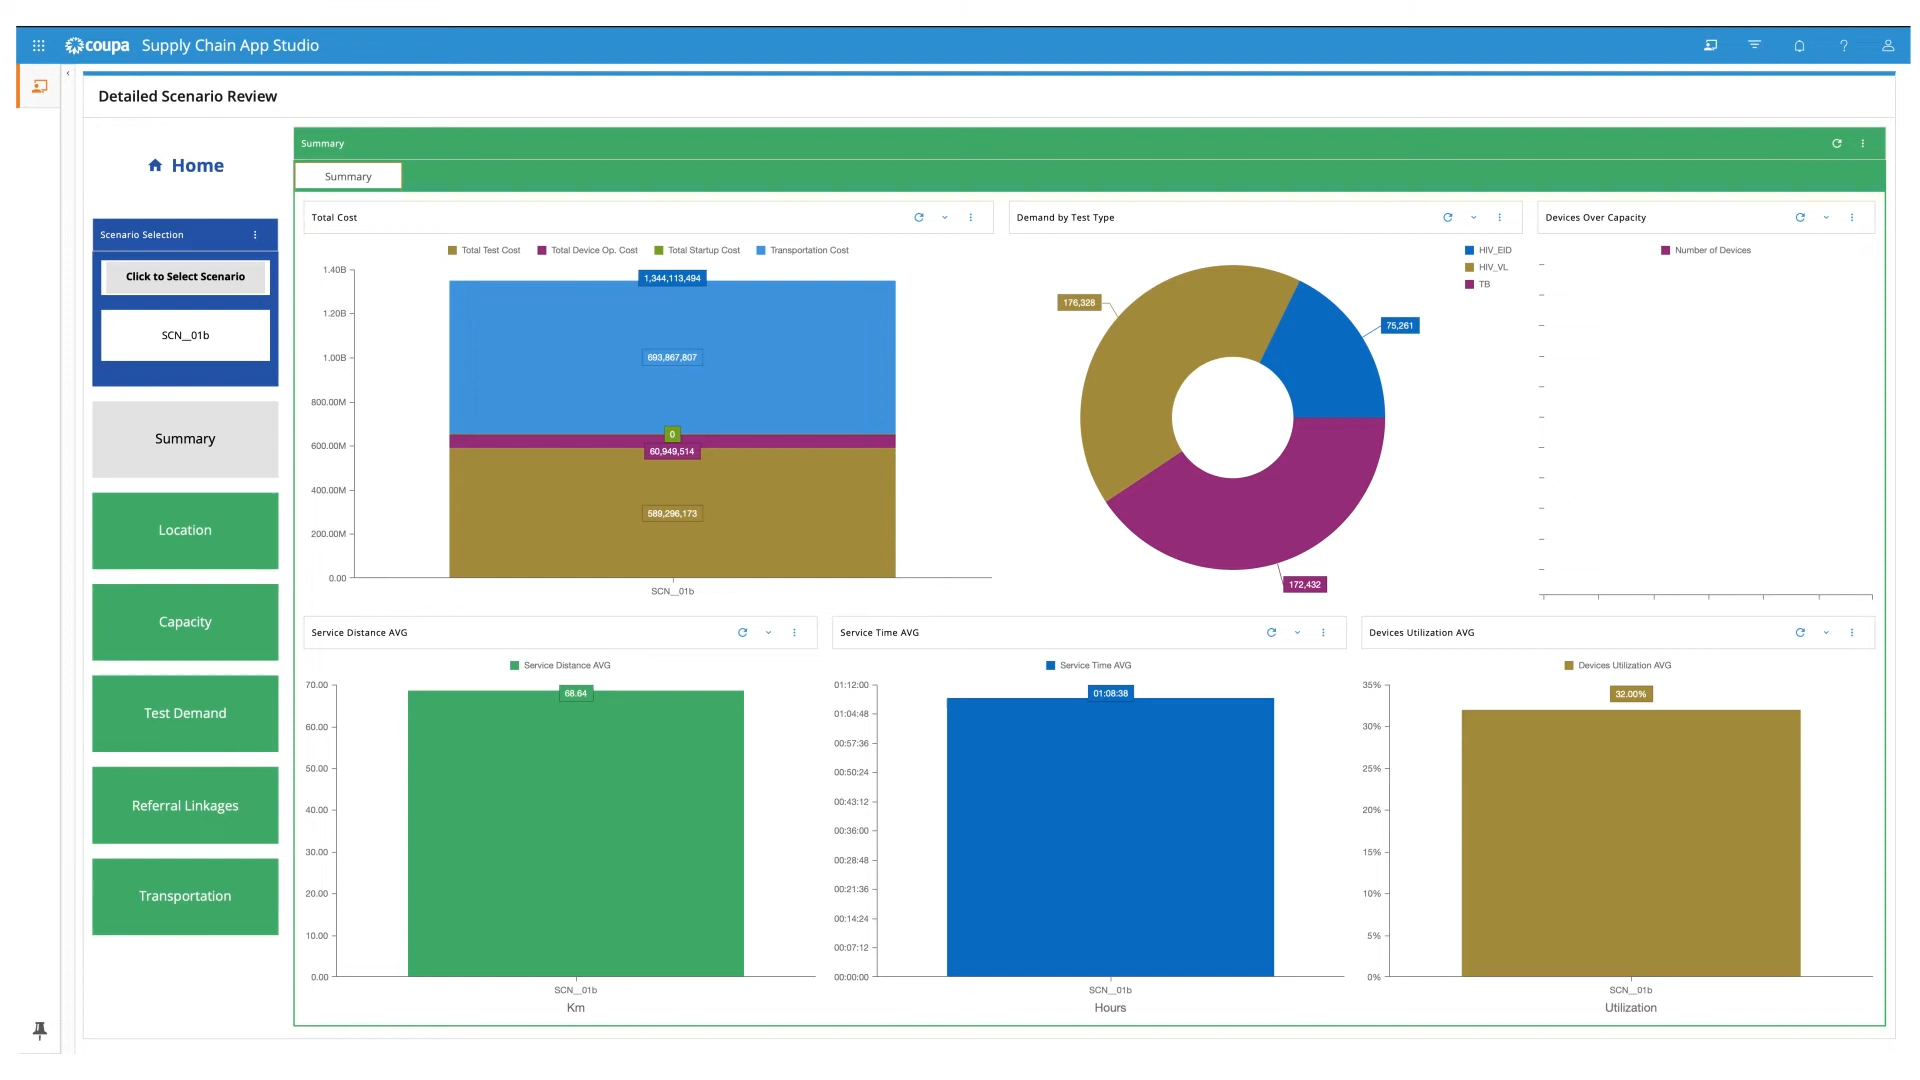 coupa Supply Chain App Studio
Detailed Scenario Review
Home
Scenario Selection
Click to Select Scenario
SCN__01b
Summary
Location
Capacity
Test Demand
Referral Linkages
Transportation
Summary
Summary
Total Cost
Total Test Cost Total Device Op. Cost Total Startup Cost Transportation Cost
1.40B
1.20B
1.00B
800.00M
600.00M
400.00M
200.00M
0.00
1,344,113,494
693,867,807
0
60,949,514
589,296,173
SCN__01b
Demand by Test Type
HIV_EID
HIV_VL
TB
176,328
75,261
172,432
Devices Over Capacity
Number of Devices
Service Distance AVG
Service Distance AVG
70.00
60.00
50.00
40.00
30.00
20.00
10.00
0.00
68.64
SCN__01b
Km
Service Time AVG
Service Time AVG
01:12:00
01:04:48
00:57:36
00:50:24
00:43:12
00:36:00
00:28:48
00:21:36
00:14:24
00:07:12
00:00:00
01:08:38
SCN__01b
Hours
Devices Utilization AVG
Devices Utilization AVG
35%
30%
25%
20%
15%
10%
5%
0%
32.00%
SCN__01b
Utilization